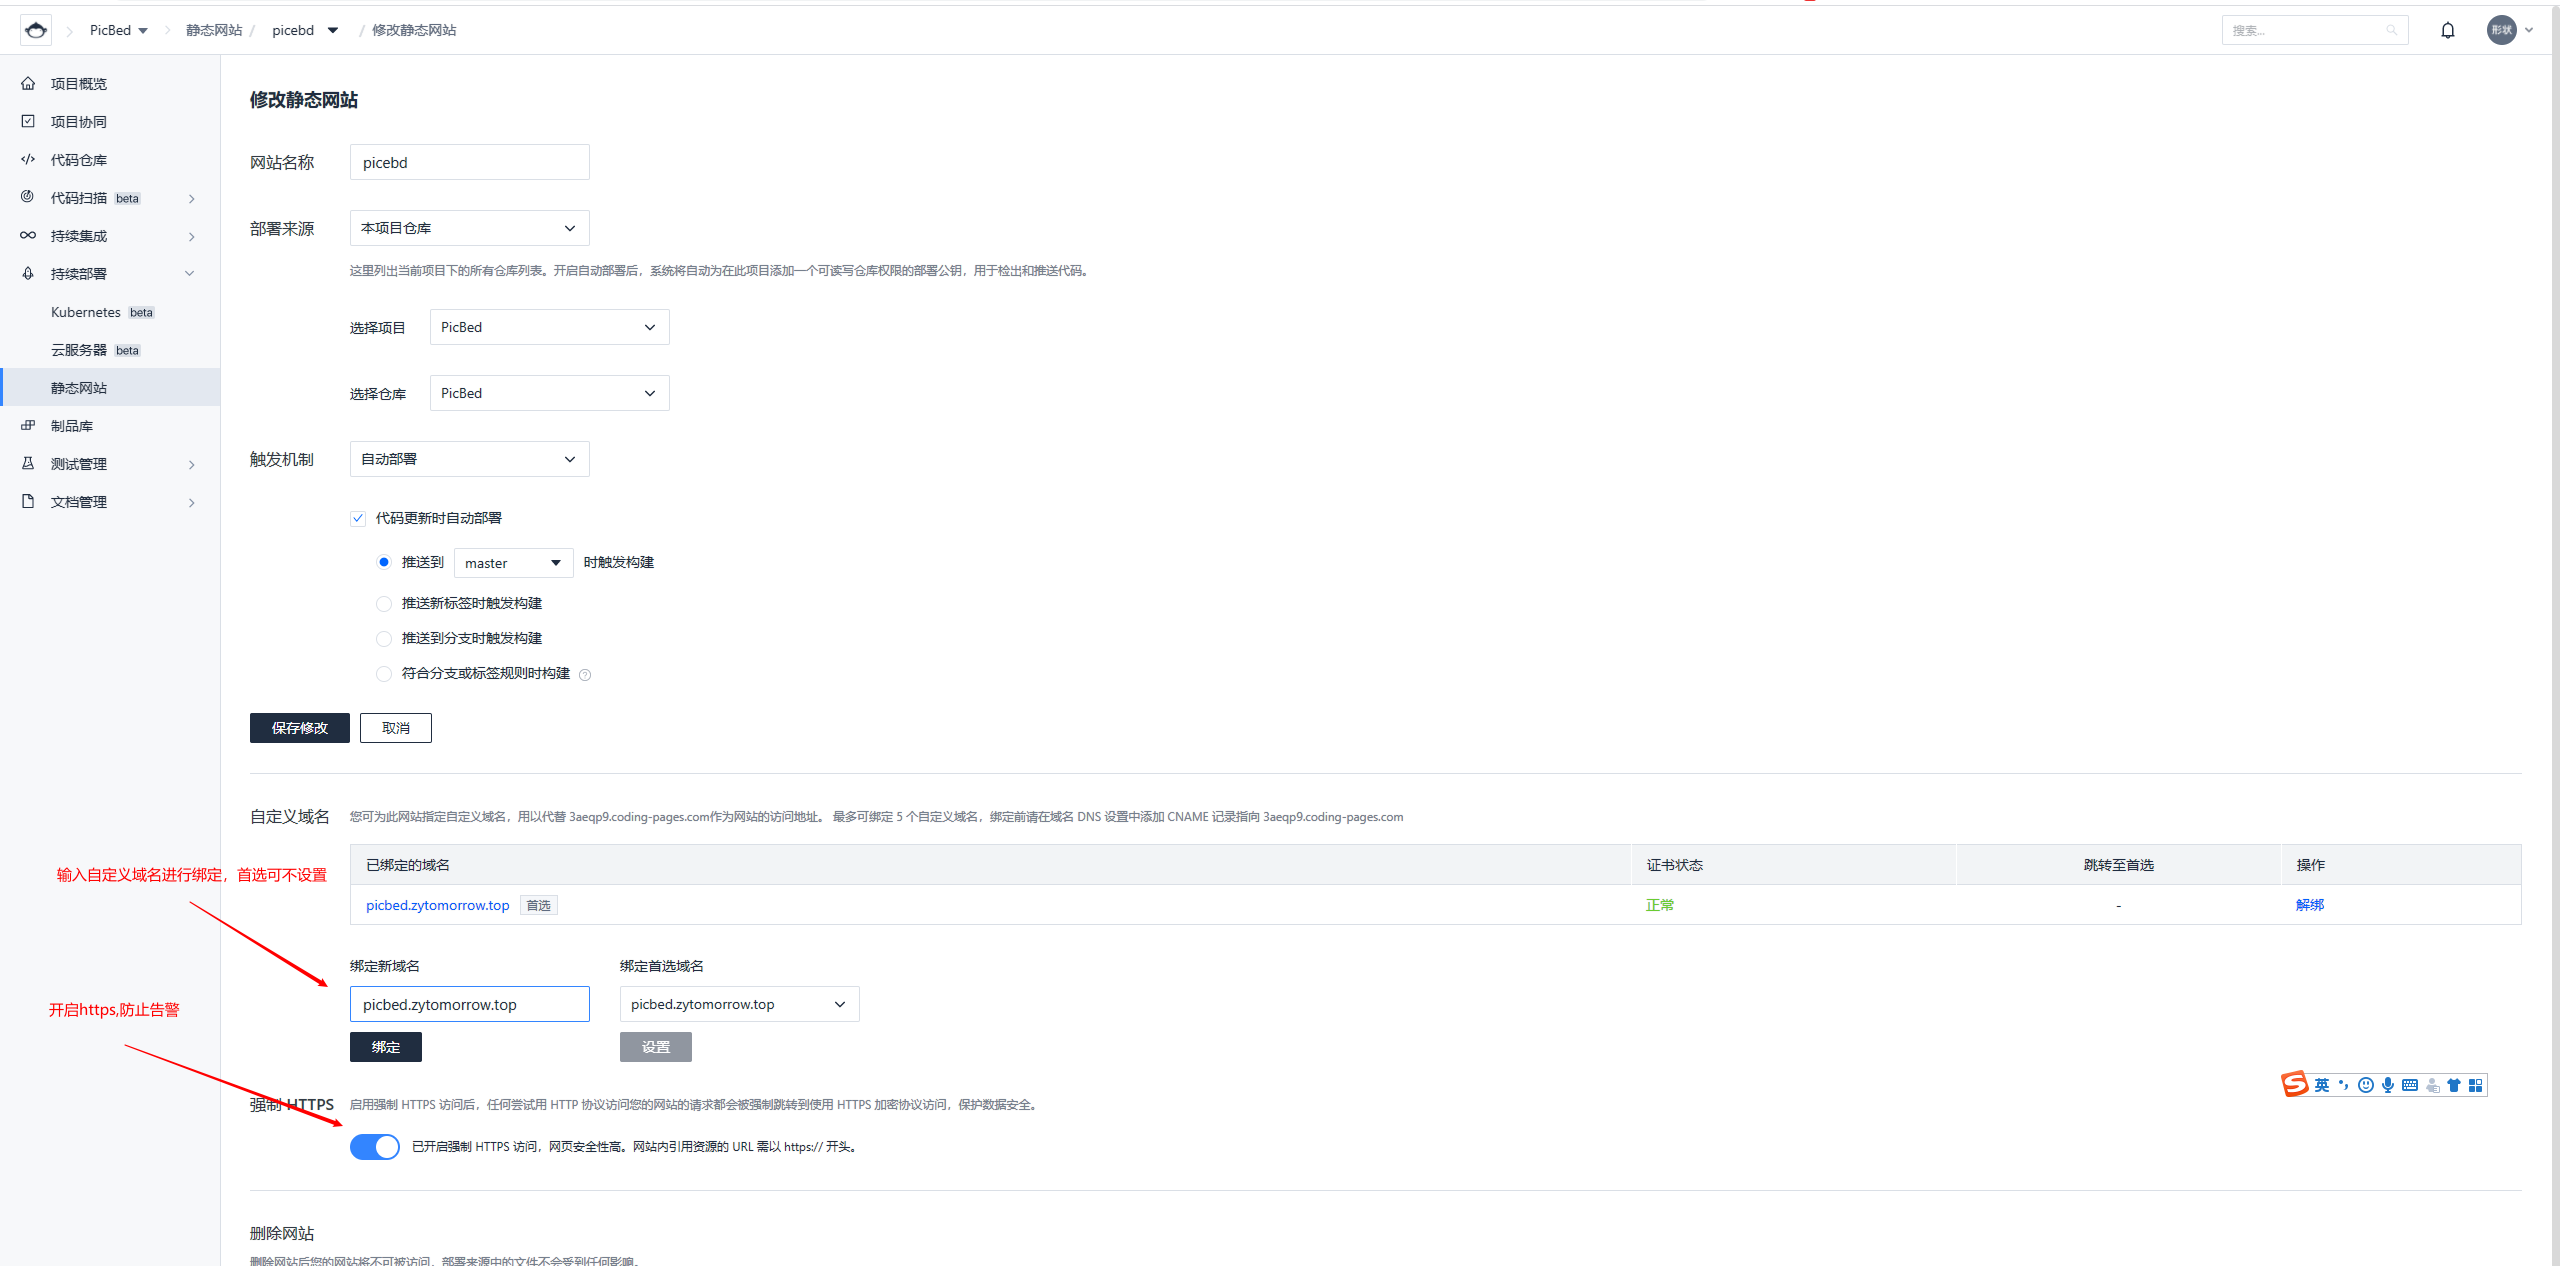 PicBed 静态网站 / picebd / 修改静态网站 搜索... 形状
项目概览
项目协同
代码仓库
代码扫描 beta
持续集成
持续部署
Kubernetes beta
云服务器 beta
静态网站
制品库
测试管理
文档管理
修改静态网站
网站名称 picebd
部署来源 本项目仓库
这里列出当前项目下的所有仓库列表。开启自动部署后，系统将自动为在此项目添加一个可读写仓库权限的部署公钥，用于检出和推送代码。
选择项目 PicBed
选择仓库 PicBed
触发机制 自动部署
代码更新时自动部署
推送到 master 时触发构建
推送新标签时触发构建
推送到分支时触发构建
符合分支或标签规则时构建 ?
保存修改 取消
自定义域名 您可为此网站指定自定义域名，用以代替 3aeqp9.coding-pages.com作为网站的访问地址。 最多可绑定 5 个自定义域名，绑定前请在域名 DNS 设置中添加 CNAME 记录指向 3aeqp9.coding-pages.com
已绑定的域名 证书状态 跳转至首选 操作
输入自定义域名进行绑定，首选可不设置
picbed.zytomorrow.top 首选 正常 - 解绑
绑定新域名 绑定首选域名
picbed.zytomorrow.top picbed.zytomorrow.top
开启https,防止告警
绑定 设置
强制 HTTPS 启用强制 HTTPS 访问后，任何尝试用 HTTP 协议访问您的网站的请求都会被强制跳转到使用 HTTPS 加密协议访问，保护数据安全。
S 英
已开启强制 HTTPS 访问，网页安全性高。网站内引用资源的 URL 需以 https:// 开头。
删除网站
删除网站后您的网站将不可被访问，部署来源中的文件不会受到任何影响。